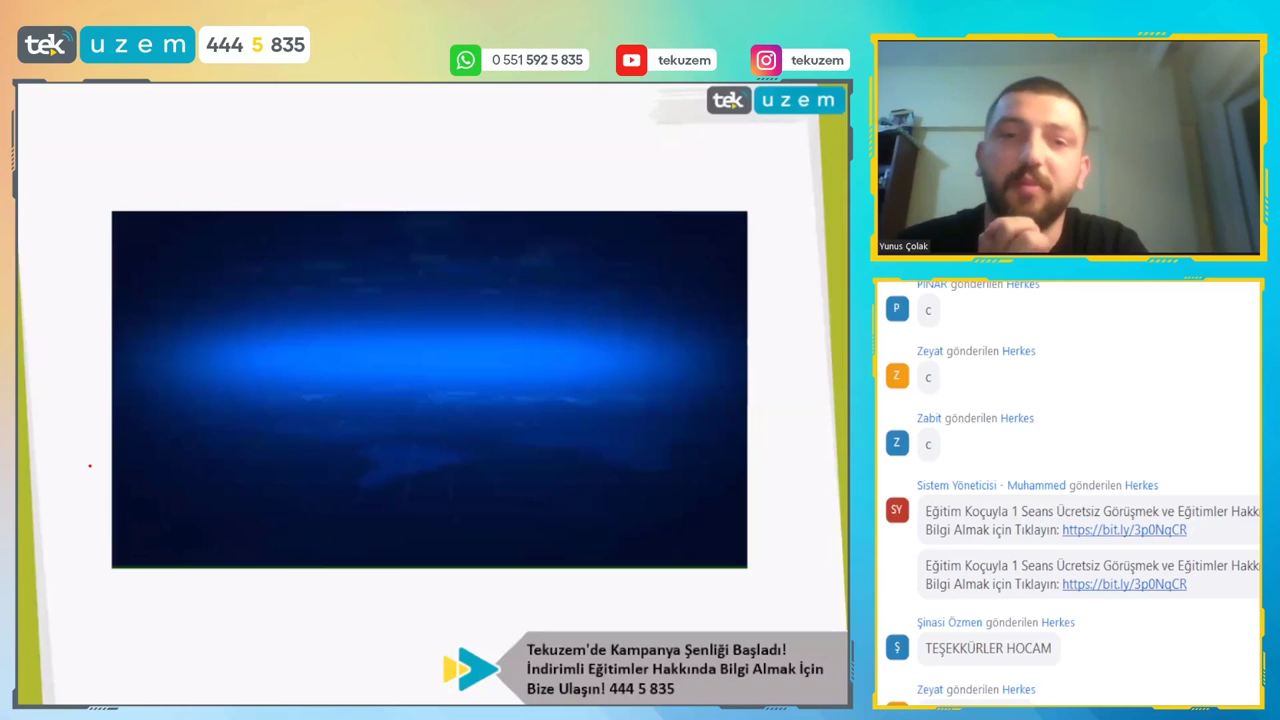 tek
uzem
444 5 835
0 551 592 5 835
tekuzem
tekuzem
tek
uzem
Tekuzem'de Kampanya Şenliği Başladı!
İndirimli Eğitimler Hakkında Bilgi Almak İçin
Bize Ulaşın! 444 5 835
Yunus Çolak
PINAR gönderilen Herkes
P
c
Zeyat gönderilen Herkes
Z
c
Zabit gönderilen Herkes
Z
c
Sistem Yöneticisi - Muhammed gönderilen Herkes
SY
Eğitim Koçuyla 1 Seans Ücretsiz Görüşmek ve Eğitimler Hakk
Bilgi Almak için Tıklayın: https://bit.ly/3p0NqCR
Eğitim Koçuyla 1 Seans Ücretsiz Görüşmek ve Eğitimler Hakk
Bilgi Almak için Tıklayın: https://bit.ly/3p0NqCR
Şinasi Özmen gönderilen Herkes
Ş
TEŞEKKÜRLER HOCAM
Zeyat gönderilen Herkes